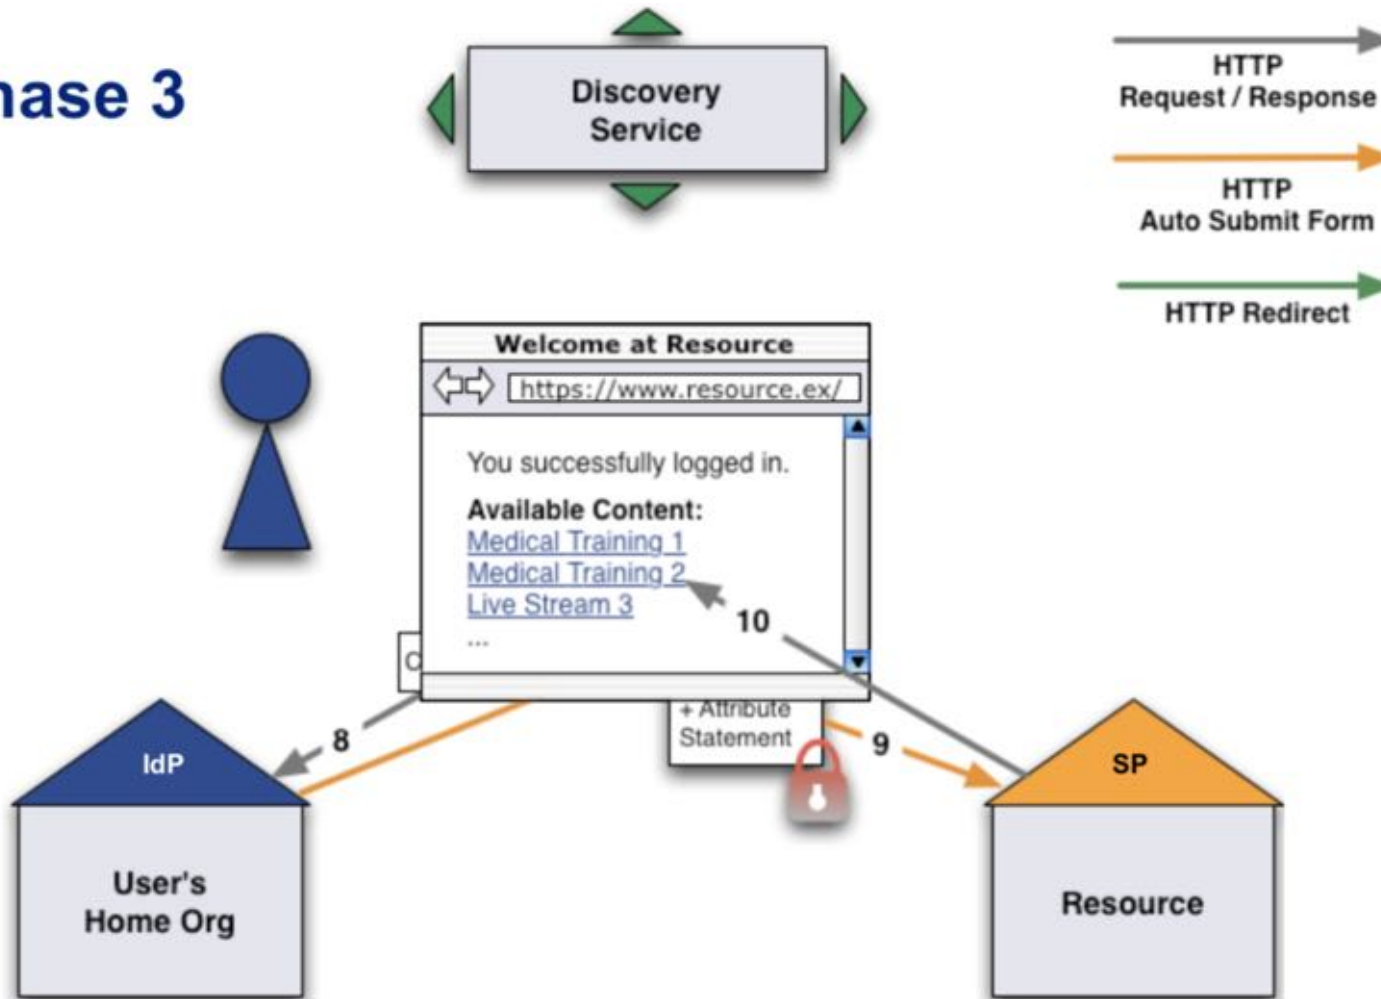 hase 3
Discovery
Service
HTTP
Request / Response
HTTP
Auto Submit Form
HTTP Redirect
Welcome at Resource
https://www.resource.ex/
You successfully logged in.
Available Content:
Medical Training 1
Medical Training 2
Live Stream 3
...
10
C
8
+ Attribute
Statement
9
IdP
SP
User's
Home Org
Resource